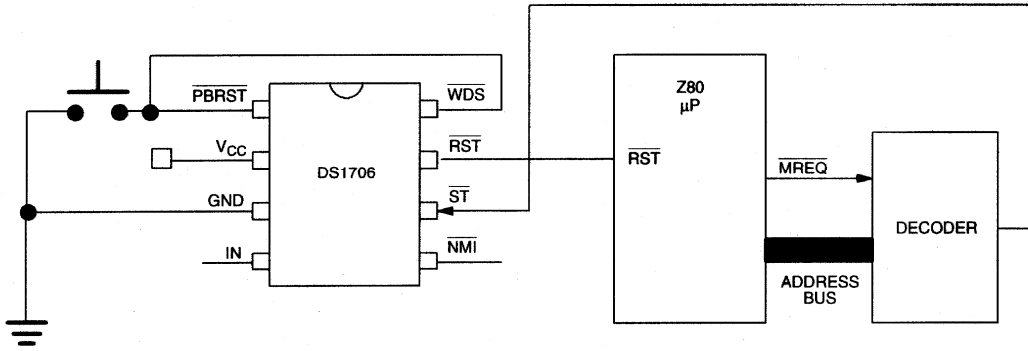 PBRST
WDS
VCC
RST
DS1706
GND
ST
IN
NMI
Z80
µP
RST
MREQ
DECODER
ADDRESS
BUS